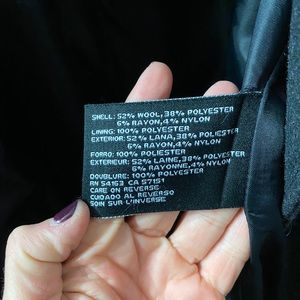 SHELL: 52% WOOL, 38% POLYESTER
6% RAYON, 4% NYLON
LINING: 100% POLYESTER
EXTERIOR: 52% LANA, 38% POLYESTER
6% RAYON, 4% NYLON
FORRO: 100% POLIESTER
EXTERIEUR: 52% LAINE, 38% POLYESTER
6% RAYONNE, 4% NYLON
DOUBLURE: 100% POLYESTER
RN 54163 CA 57151
CARE ON REVERSE
CUIDADO AL REVERSO
SOIN SUR L'INVERSE